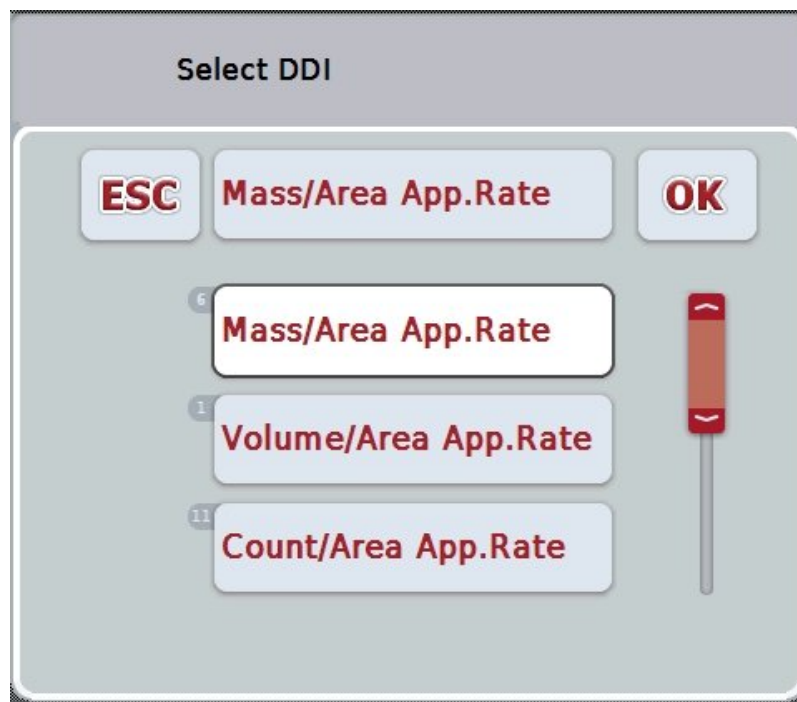 Select DDI
ESC
Mass/Area App.Rate
OK
6
Mass/Area App.Rate
1
Volume/Area App.Rate
11
Count/Area App.Rate